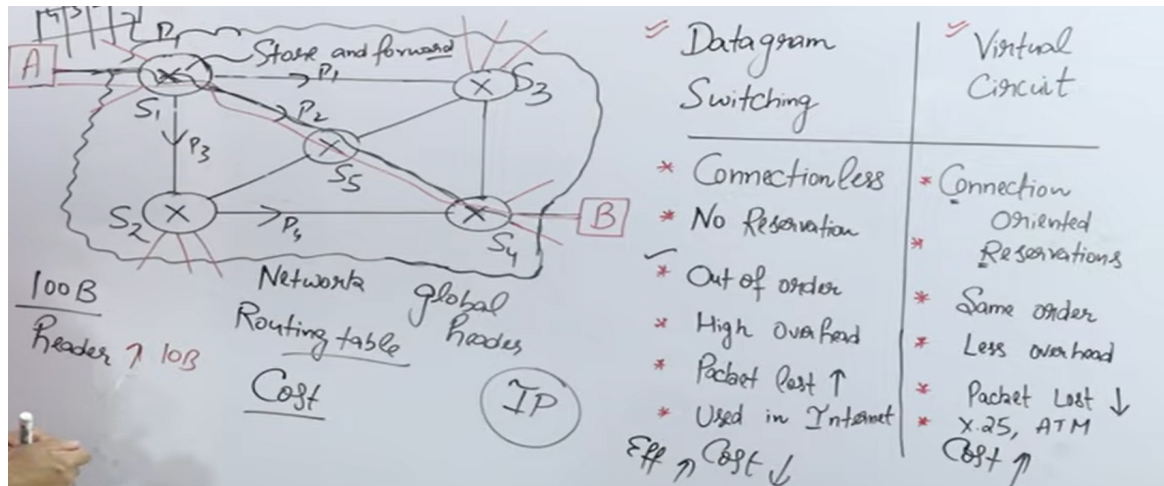 A
P1
Store and forward
P1
S1
P2
S3
P3
S5
S2
P4
S4
B
100B
Header ↑ 10B
Network
Routing table
Cost
global
header
IP
Datagram
Switching
* Connectionless
* No Reservation
* Out of order
* High overhead
* Packet lost ↑
* Used in Internet
Eff ↑ Cost ↓
Virtual
Circuit
* Connection
Oriented
* Reservations
* Same order
* Less overhead
* Packet Lost ↓
* X.25, ATM
Cost ↑